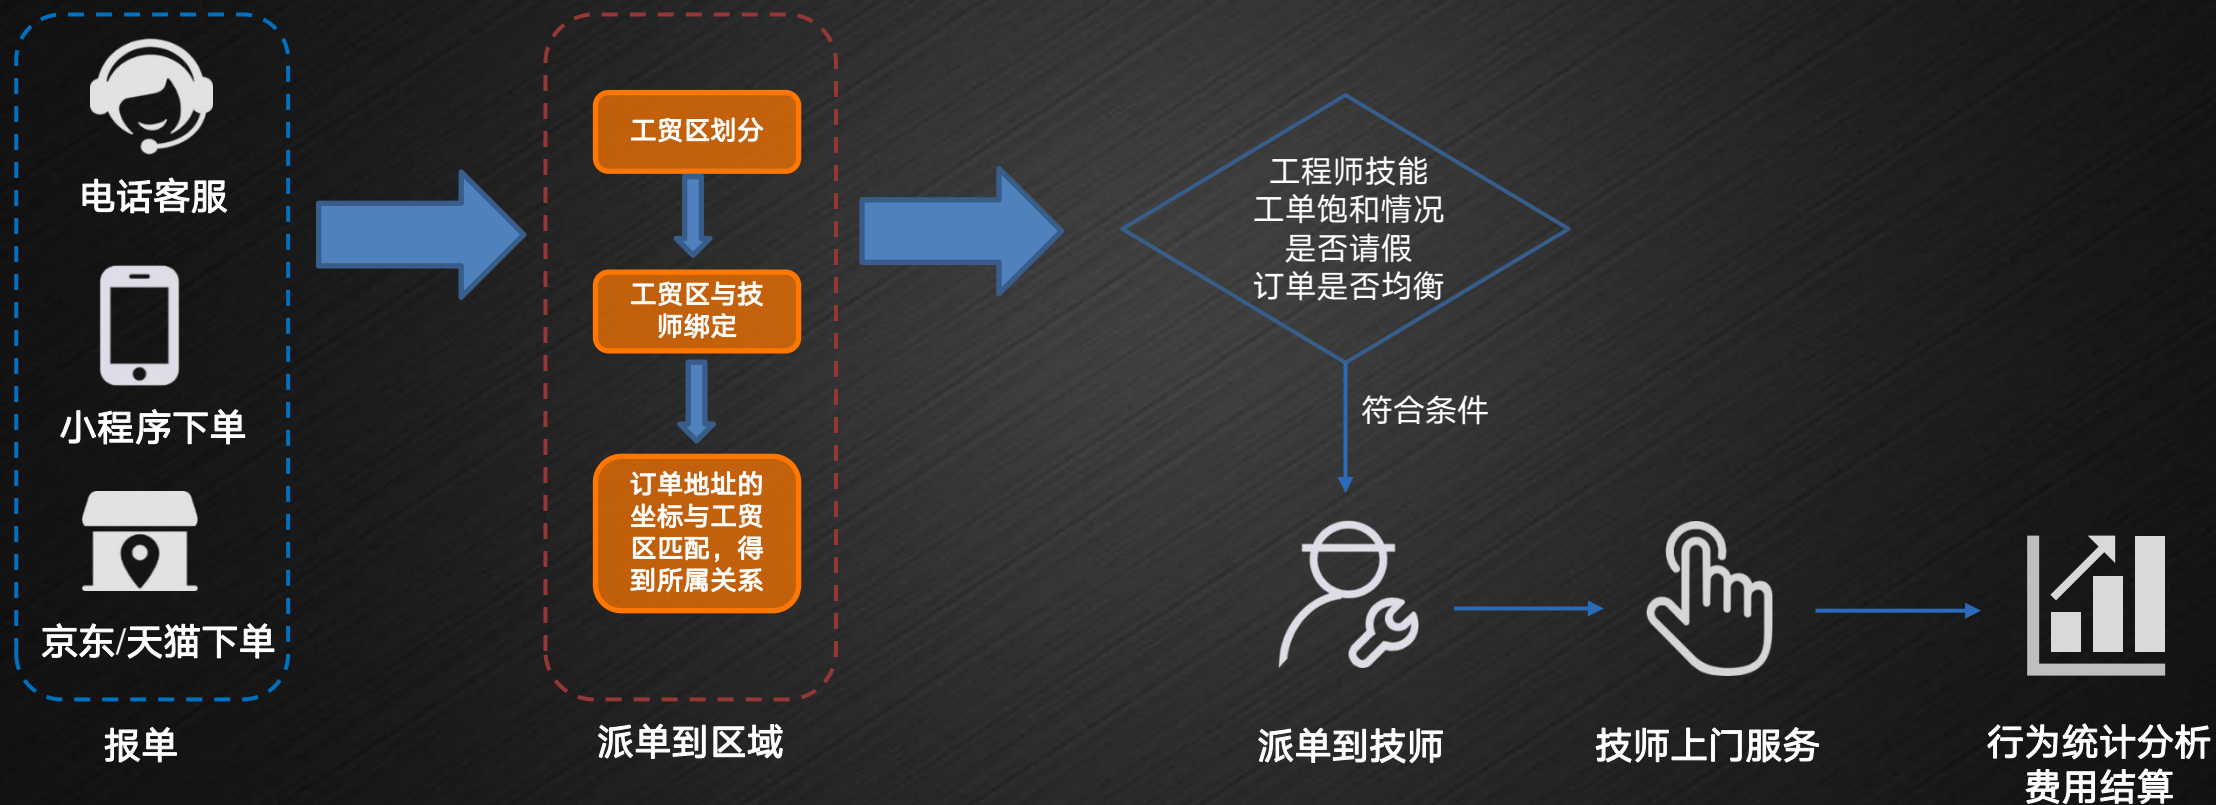 电话客服
小程序下单
京东/天猫下单
报单
工贸区划分
工贸区与技
师绑定
订单地址的
坐标与工贸
区匹配，得
到所属关系
派单到区域
工程师技能
工单饱和情况
是否请假
订单是否均衡
符合条件
派单到技师
技师上门服务
行为统计分析
费用结算